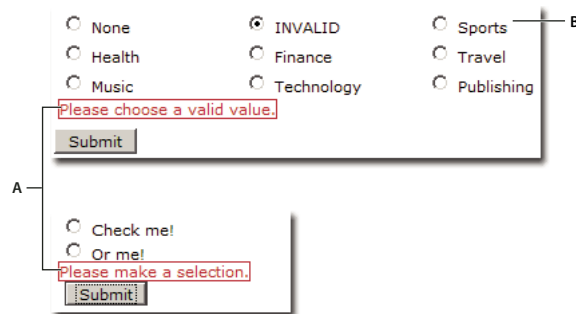 None INVALID Sports B
Health Finance Travel
Music Technology Publishing
Please choose a valid value.
Submit
A
Check me!
Or me!
Please make a selection.
Submit